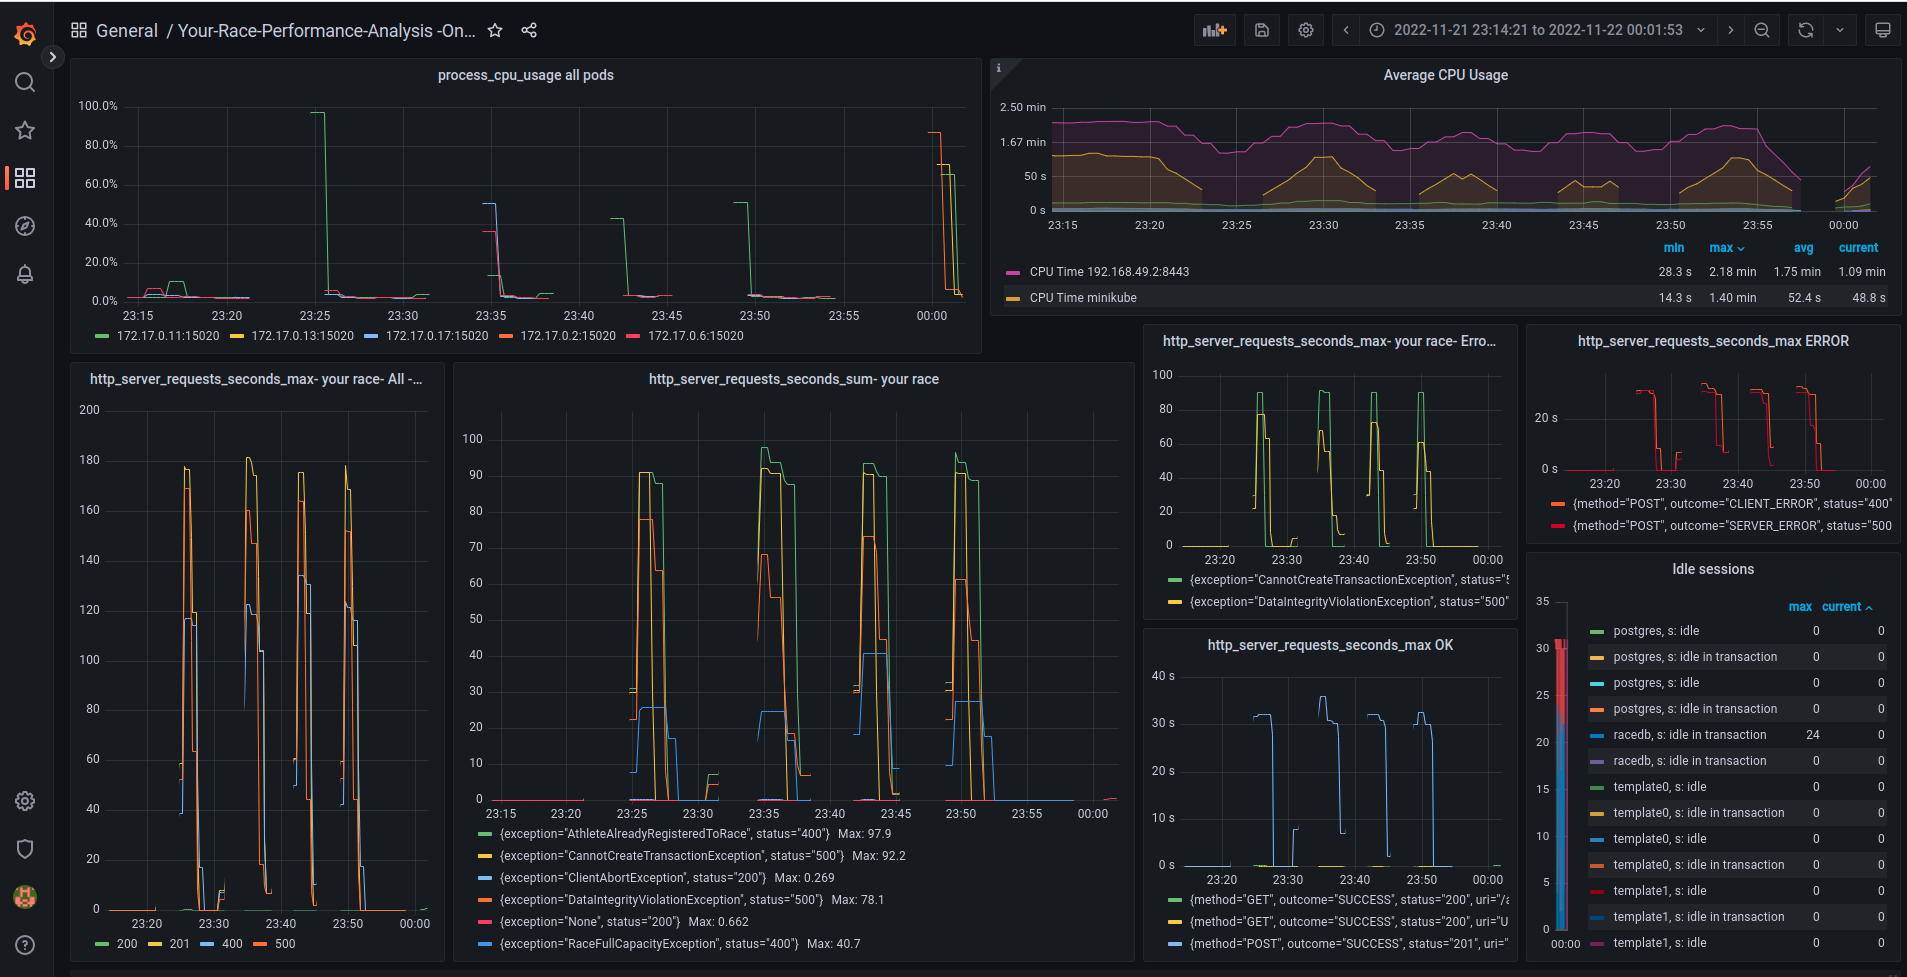 General / Your-Race-Performance-Analysis -On...
2022-11-21 23:14:21 to 2022-11-22 00:01:53
process_cpu_usage all pods
100.0%
80.0%
60.0%
40.0%
20.0%
0.0%
23:15 23:20 23:25 23:30 23:35 23:40 23:45 23:50 23:55 00:00
172.17.0.11:15020 172.17.0.13:15020 172.17.0.17:15020 172.17.0.2:15020 172.17.0.6:15020
i
Average CPU Usage
2.50 min
1.67 min
50 s
0 s
23:15 23:20 23:25 23:30 23:35 23:40 23:45 23:50 23:55 00:00
min max avg current
CPU Time 192.168.49.2:8443 28.3 s 2.18 min 1.75 min 1.09 min
CPU Time minikube 14.3 s 1.40 min 52.4 s 48.8 s
http_server_requests_seconds_max- your race- All -...
200
180
160
140
120
100
80
60
40
20
0
23:20 23:30 23:40 23:50 00:00
200 201 400 500
http_server_requests_seconds_sum- your race
100
90
80
70
60
50
40
30
20
10
0
23:15 23:20 23:25 23:30 23:35 23:40 23:45 23:50 23:55 00:00
{exception="AthleteAlreadyRegisteredToRace", status="400"} Max: 97.9
{exception="CannotCreateTransactionException", status="500"} Max: 92.2
{exception="ClientAbortException", status="200"} Max: 0.269
{exception="DataIntegrityViolationException", status="500"} Max: 78.1
{exception="None", status="200"} Max: 0.662
{exception="RaceFullCapacityException", status="400"} Max: 40.7
http_server_requests_seconds_max- your race- Erro...
100
80
60
40
20
0
23:20 23:30 23:40 23:50 00:00
{exception="CannotCreateTransactionException", status="5
{exception="DataIntegrityViolationException", status="500"
http_server_requests_seconds_max OK
40 s
30 s
20 s
10 s
0 s
23:20 23:30 23:40 23:50 00:00
{method="GET", outcome="SUCCESS", status="200", uri="/a
{method="GET", outcome="SUCCESS", status="200", uri="U
{method="POST", outcome="SUCCESS", status="201", uri="
http_server_requests_seconds_max ERROR
20 s
0 s
23:20 23:30 23:40 23:50 00:00
{method="POST", outcome="CLIENT_ERROR", status="400"
{method="POST", outcome="SERVER_ERROR", status="500
Idle sessions
35
30
25
20
15
10
5
0
00:00
max current
postgres, s: idle 0 0
postgres, s: idle in transaction 0 0
postgres, s: idle 0 0
postgres, s: idle in transaction 0 0
racedb, s: idle in transaction 24 0
racedb, s: idle in transaction 0 0
template0, s: idle 0 0
template0, s: idle in transaction 0 0
template0, s: idle 0 0
template0, s: idle in transaction 0 0
template1, s: idle 0 0
template1, s: idle in transaction 0 0
template1, s: idle 0 0